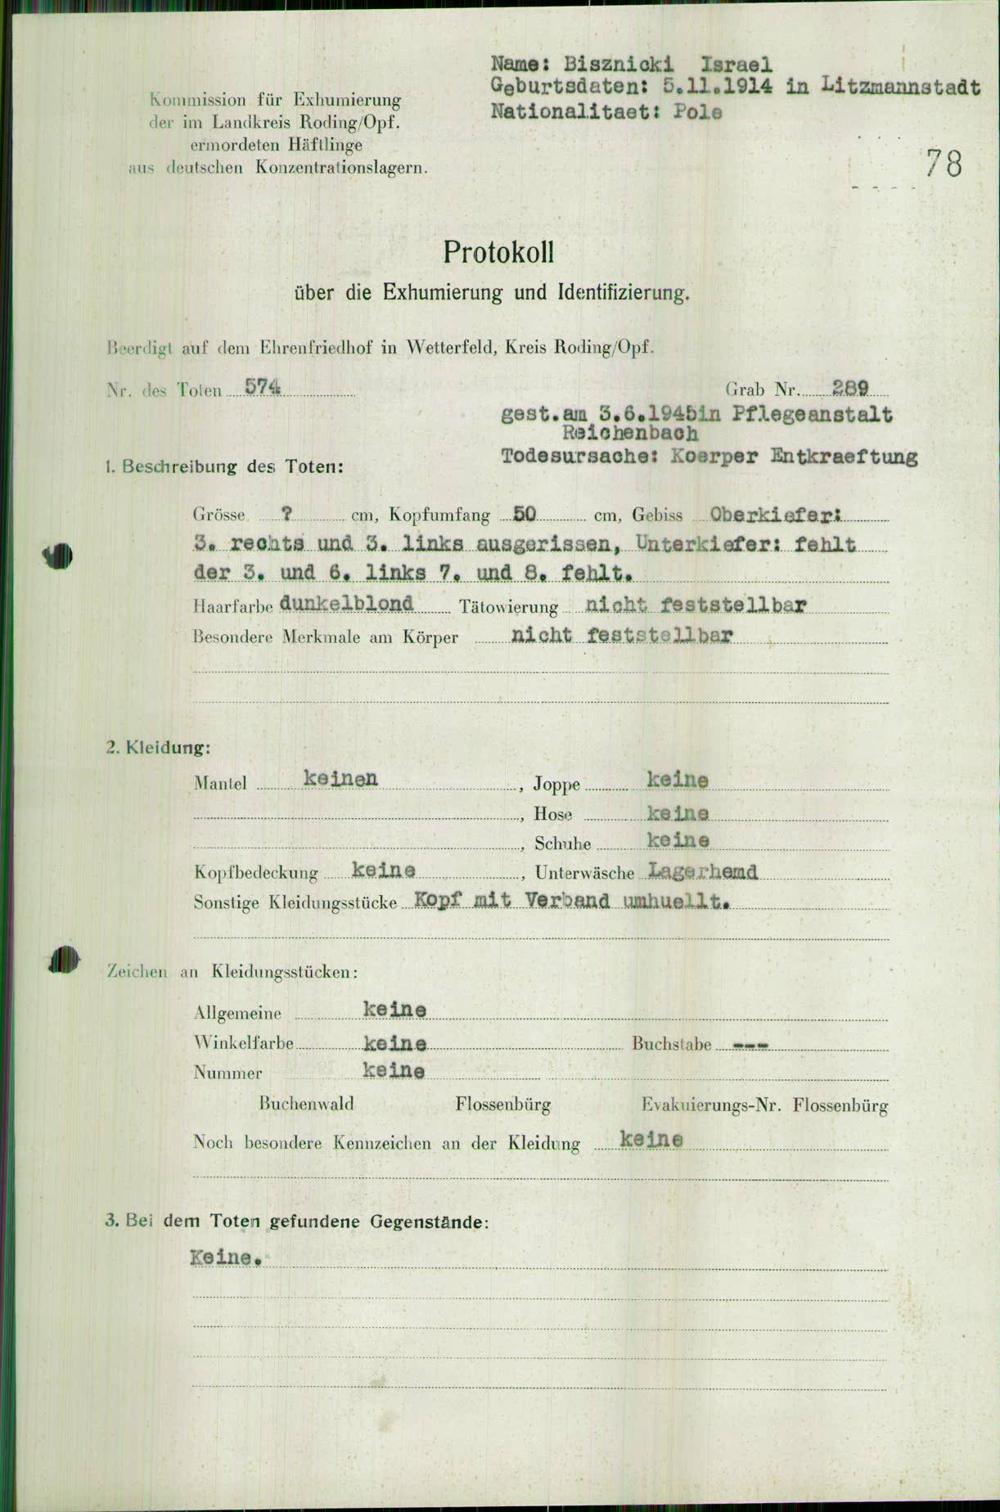 Name: Bisznicki Israel
Geburtsdaten: 5.11.1914 in Litzmannstadt
Nationalitaet: Pole
Kommission für Exhumierung
der im Landkreis Roding/Opf.
ermordeten Häftlinge
aus deutschen Konzentrationslagern.
78
Protokoll
über die Exhumierung und Identifizierung.
Beerdigt auf dem Ehrenfriedhof in Wetterfeld, Kreis Roding/Opf.
Nr. des Toten 574 Grab Nr. 289
gest.am 3.6.1945in Pflegeanstalt
Reichenbach
Todesursache: Koerper Entkraeftung
1. Beschreibung des Toten:
Grösse ? cm, Kopfumfang 50 cm, Gebiss Oberkiefer:
3. rechts und 3. links ausgerissen, Unterkiefer: fehlt
der 3. und 6. links 7. und 8. fehlt.
Haarfarbe dunkelblond Tätowierung nicht feststellbar
Besondere Merkmale am Körper nicht feststellbar
2. Kleidung:
Mantel keinen, Joppe keine
, Hose keine
, Schuhe keine
Kopfbedeckung keine, Unterwäsche Lagerhemd
Sonstige Kleidungsstücke Kopf mit Verband umhuellt.
Zeichen an Kleidungsstücken:
Allgemeine keine
Winkelfarbe keine Buchstabe ---
Nummer keine
Buchenwald Flossenbürg Evakuierungs-Nr. Flossenbürg
Noch besondere Kennzeichen an der Kleidung keine
3. Bei dem Toten gefundene Gegenstände:
Keine.